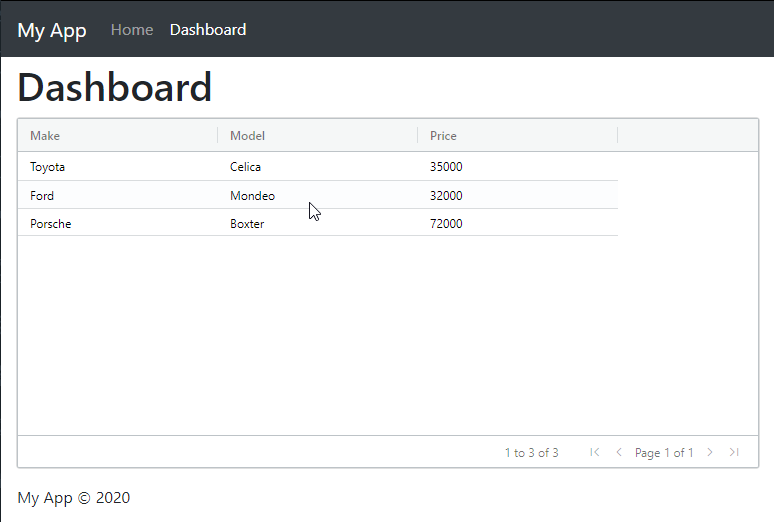 My App Home Dashboard
Dashboard
Make Model Price
Toyota Celica 35000
Ford Mondeo 32000
Porsche Boxter 72000
1 to 3 of 3 Page 1 of 1
My App © 2020